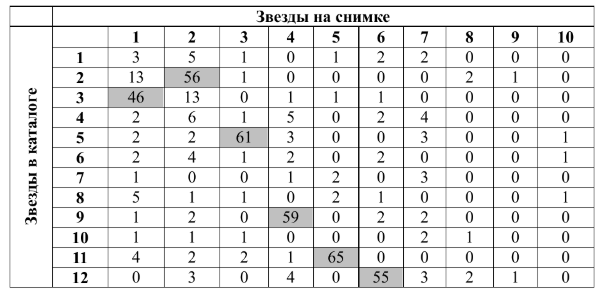 Звезды на снимке
Звезды в каталоге
1 2 3 4 5 6 7 8 9 10
1 3 5 1 0 1 2 2 0 0 0
2 13 56 1 0 0 0 0 2 1 0
3 46 13 0 1 1 1 0 0 0 0
4 2 6 1 5 0 2 4 0 0 0
5 2 2 61 3 0 0 3 0 0 1
6 2 4 1 2 0 2 0 0 0 1
7 1 0 0 1 2 0 3 0 0 0
8 5 1 1 0 2 1 0 0 0 1
9 1 2 0 59 0 2 2 0 0 0
10 1 1 1 0 0 0 2 1 0 0
11 4 2 2 1 65 0 0 0 0 0
12 0 3 0 4 0 55 3 2 1 0